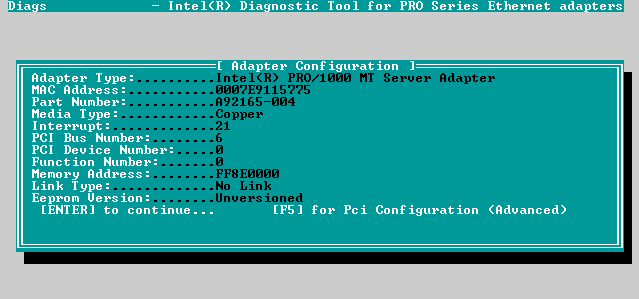 Diags - Intel(R) Diagnostic Tool for PRO Series Ethernet adapters
[ Adapter Configuration ]
Adapter Type:..........Intel(R) PRO/1000 MT Server Adapter
MAC Address:...........0007E9115775
Part Number:...........A92165-004
Media Type:............Copper
Interrupt:.............21
PCI Bus Number:........6
PCI Device Number:.....0
Function Number:.......0
Memory Address:........FF8E0000
Link Type:.............No Link
Eeprom Version:........Unversioned
[ENTER] to continue... [F5] for Pci Configuration (Advanced)